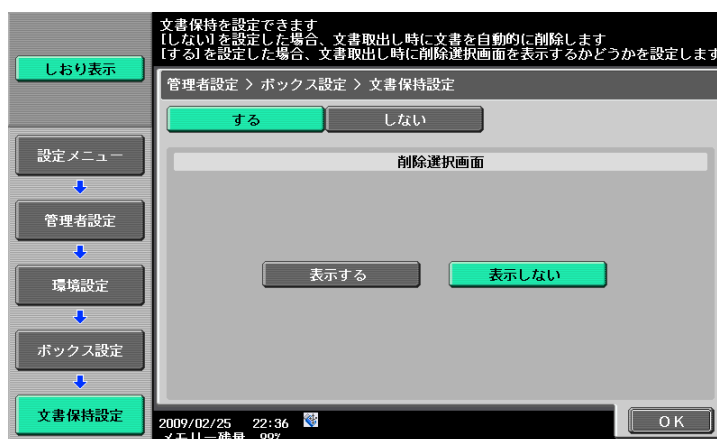 文書保持を設定できます
[しない]を設定した場合、文書取出し時に文書を自動的に削除します
[する]を設定した場合、文書取出し時に削除選択画面を表示するかどうかを設定します
しおり表示
管理者設定 > ボックス設定 > 文書保持設定
する
しない
設定メニュー
削除選択画面
管理者設定
環境設定
表示する
表示しない
ボックス設定
文書保持設定
2009/02/25 22:36
メモリー残量 99%
OK